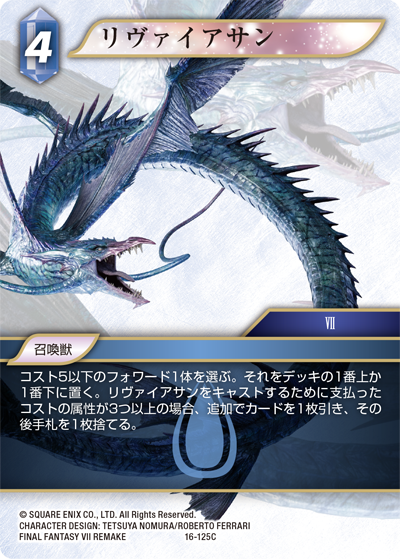 4
リヴァイアサン
VII
召喚獣
コスト5以下のフォワード1体を選ぶ。それをデッキの1番上か
1番下に置く。リヴァイアサンをキャストするために支払った
コストの属性が3つ以上の場合、追加でカードを1枚引き、その
後手札を1枚捨てる。
© SQUARE ENIX CO., LTD. All Rights Reserved.
CHARACTER DESIGN: TETSUYA NOMURA/ROBERTO FERRARI
FINAL FANTASY VII REMAKE 16-125C